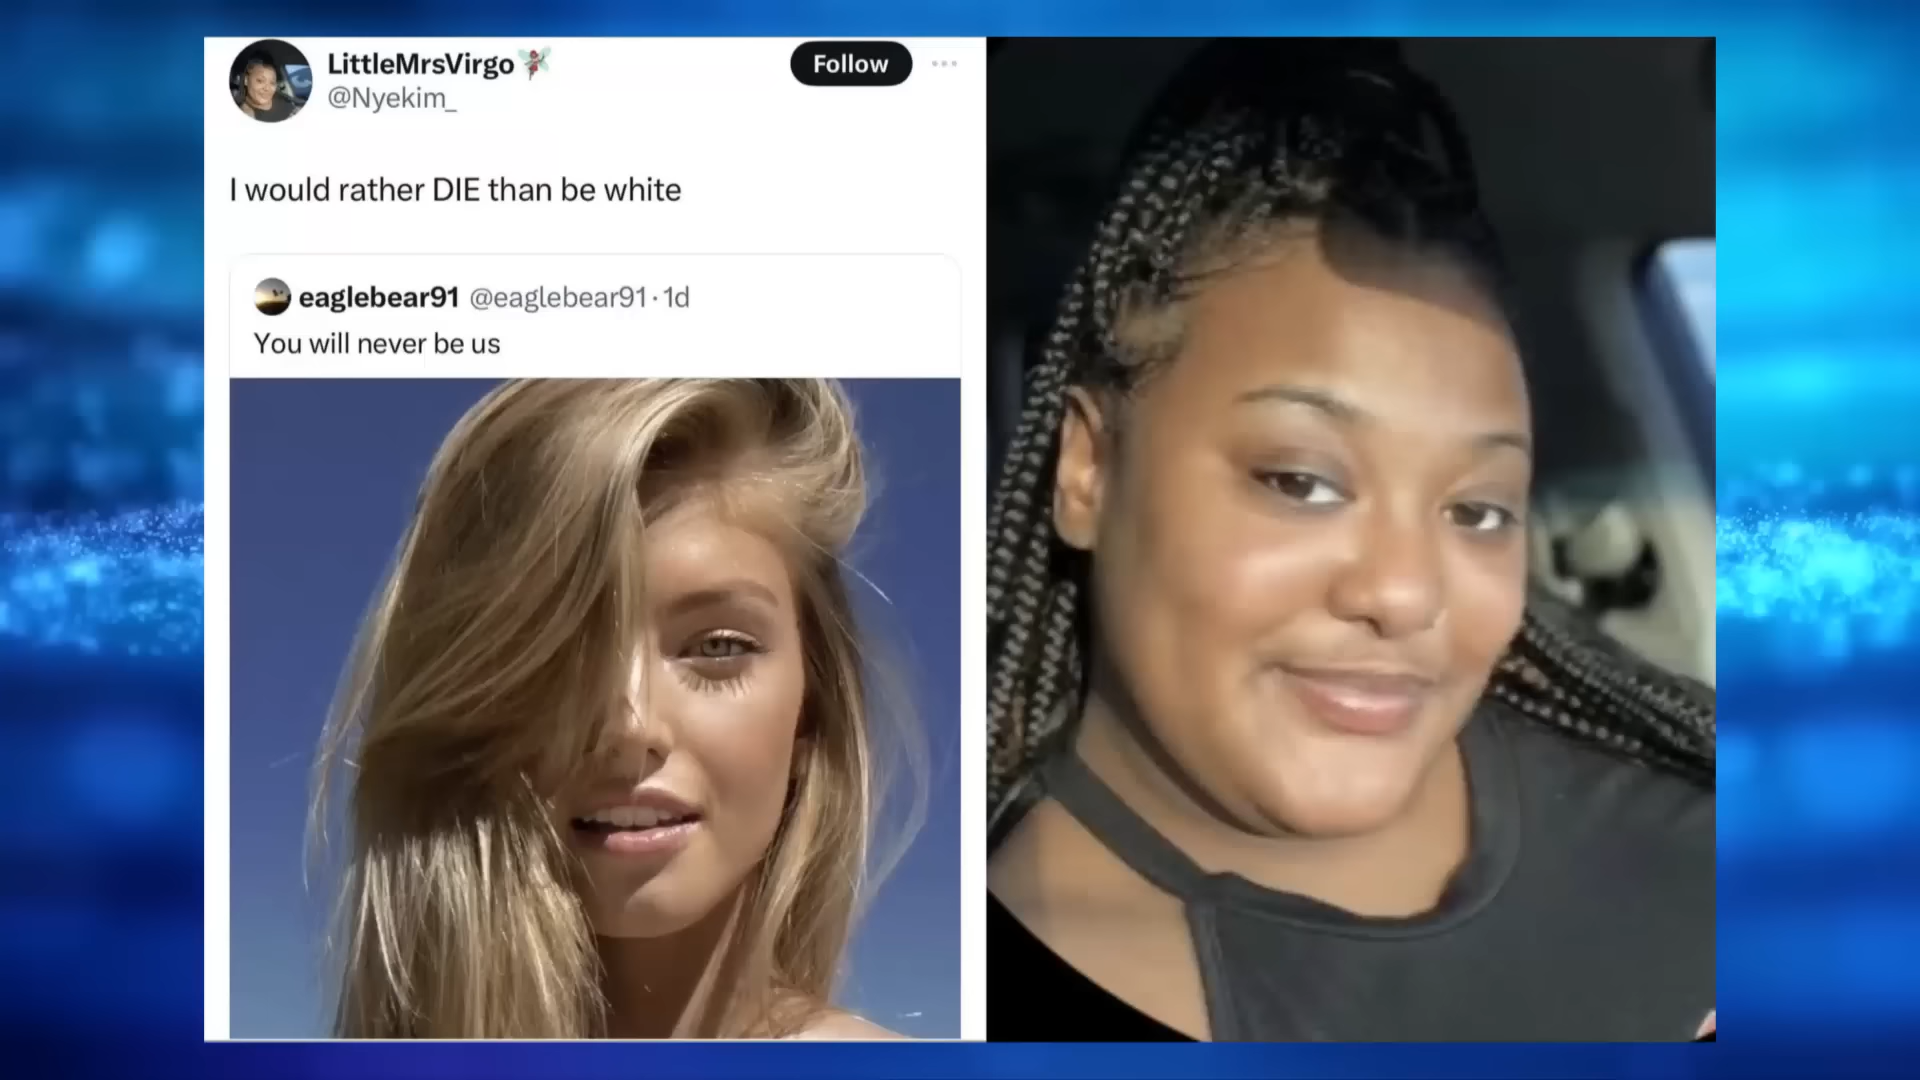 LittleMrsVirgo🧚
Follow
@Nyekim_
I would rather DIE than be white
eaglebear91 @eaglebear91 · 1d
You will never be us